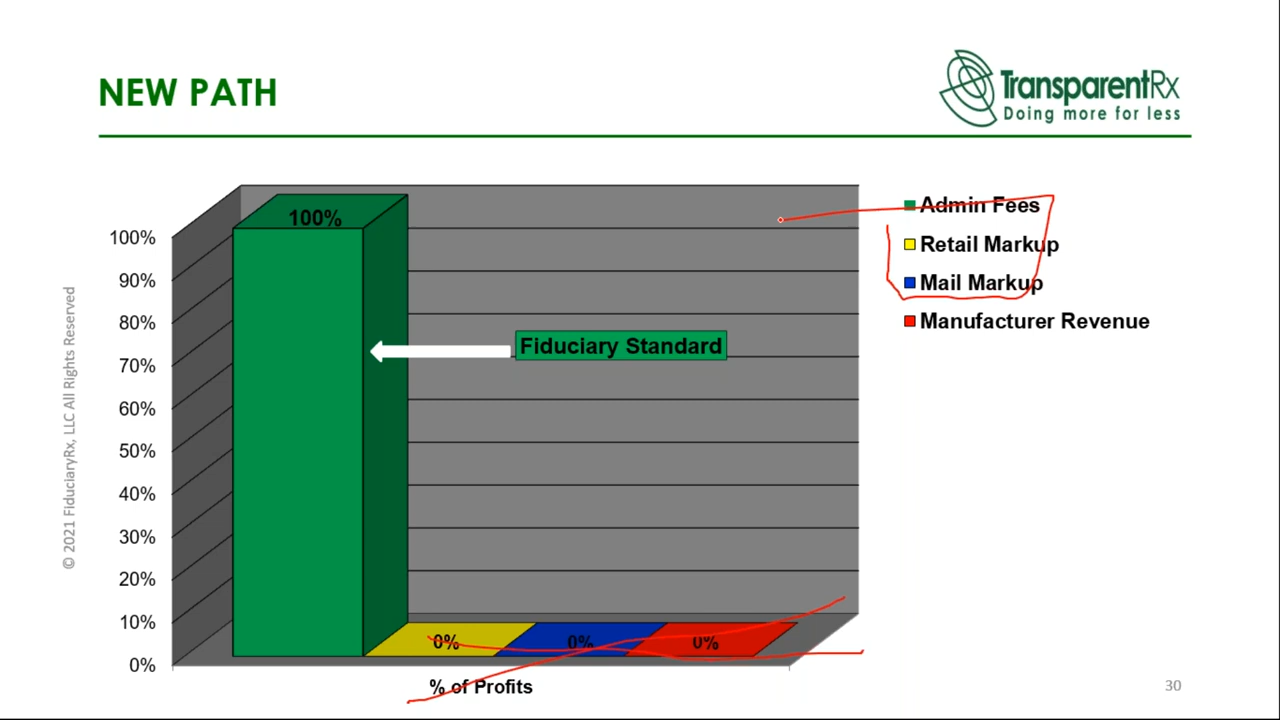 NEW PATH
TransparentRx
Doing more for less
© 2021 FiduciaryRx, LLC All Rights Reserved
100%
90%
80%
70%
60%
50%
40%
30%
20%
10%
0%
100%
Fiduciary Standard
0%
0%
0%
% of Profits
Admin Fees
Retail Markup
Mail Markup
Manufacturer Revenue
30